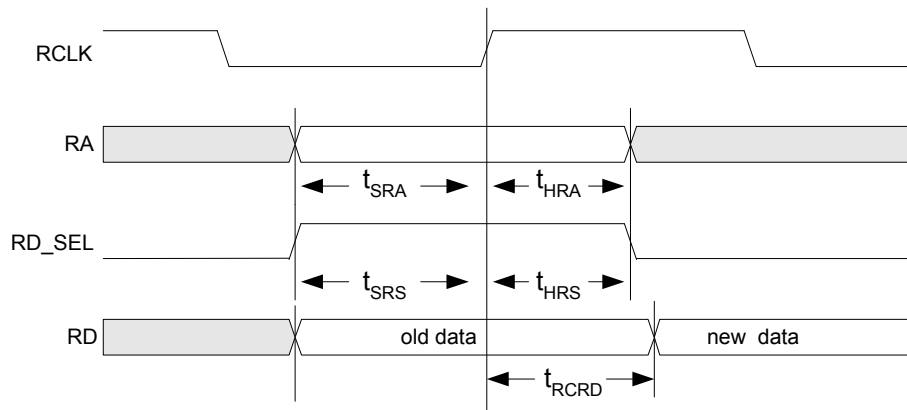 RCLK
RA
tSRA tHRA
RD_SEL
tSRS tHRS
RD old data new data
tRCRD